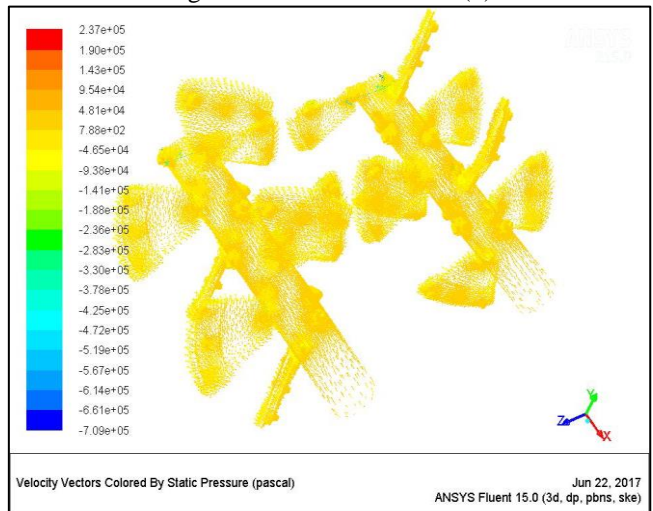 2.37e+05
1.90e+05
1.43e+05
9.54e+04
4.81e+04
7.88e+02
-4.65e+04
-9.38e+04
-1.41e+05
-1.88e+05
-2.36e+05
-2.83e+05
-3.30e+05
-3.78e+05
-4.25e+05
-4.72e+05
-5.19e+05
-5.67e+05
-6.14e+05
-6.61e+05
-7.09e+05
Y
Z
X
Velocity Vectors Colored By Static Pressure (pascal)
Jun 22, 2017
ANSYS Fluent 15.0 (3d, dp, pbns, ske)